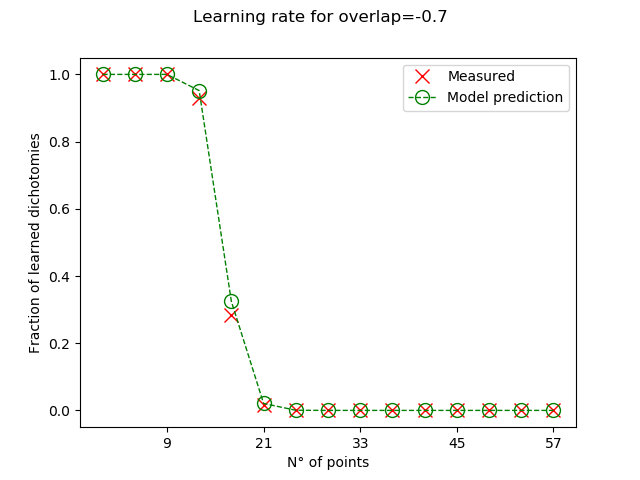 Learning rate for overlap=-0.7
Measured
Model prediction
Fraction of learned dichotomies
1.0
0.8
0.6
0.4
0.2
0.0
9 21 33 45 57
N° of points